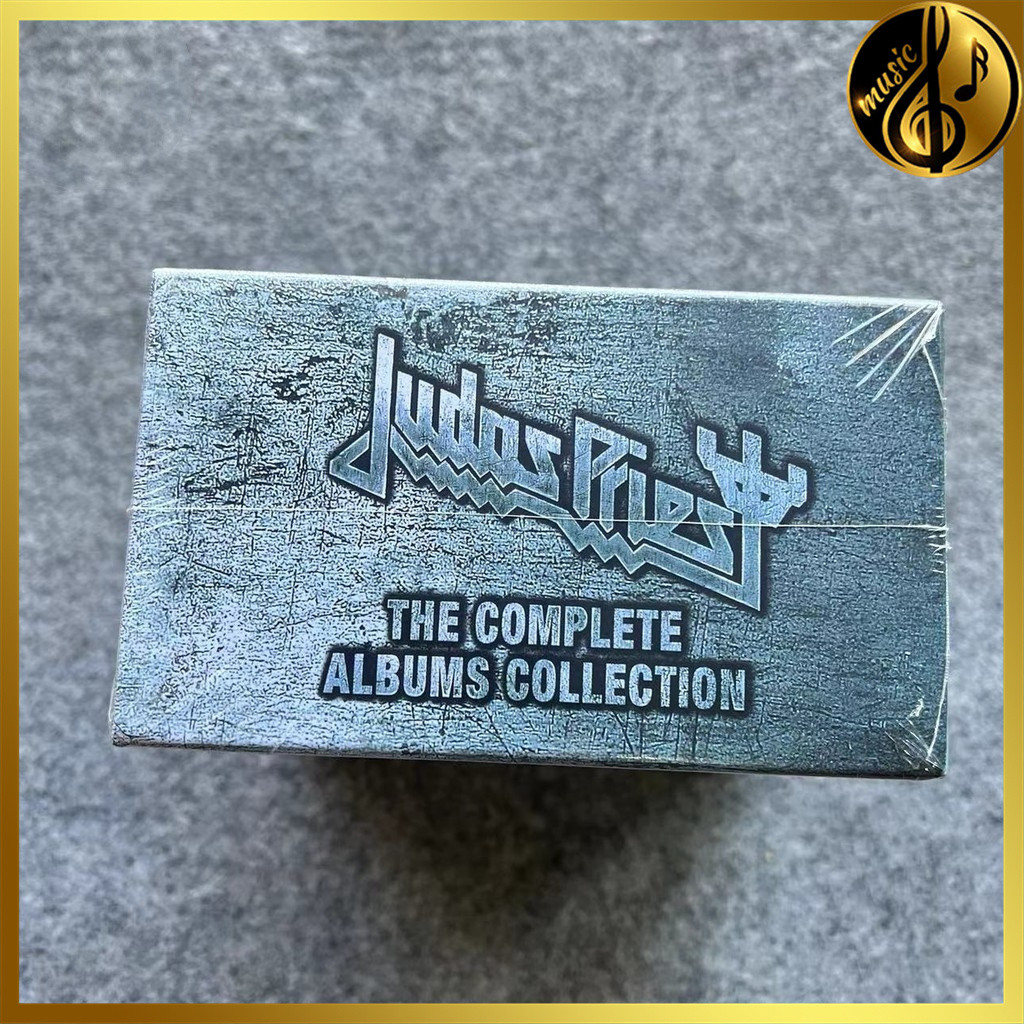 music
Judas Priest
THE COMPLETE
ALBUMS COLLECTION